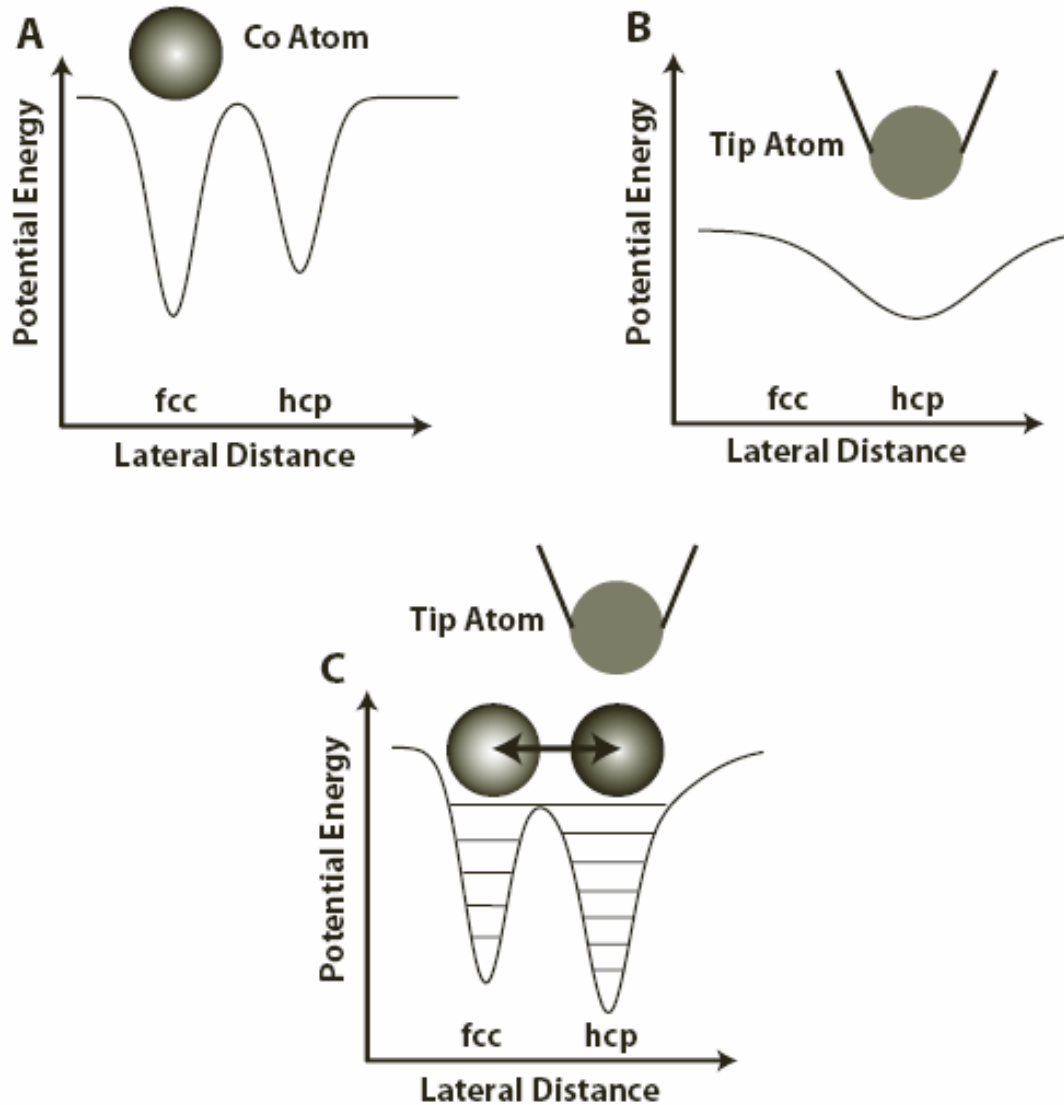 A
Co Atom
Potential Energy
fcc hcp
Lateral Distance
B
Tip Atom
Potential Energy
fcc hcp
Lateral Distance
Tip Atom
C
Potential Energy
fcc hcp
Lateral Distance